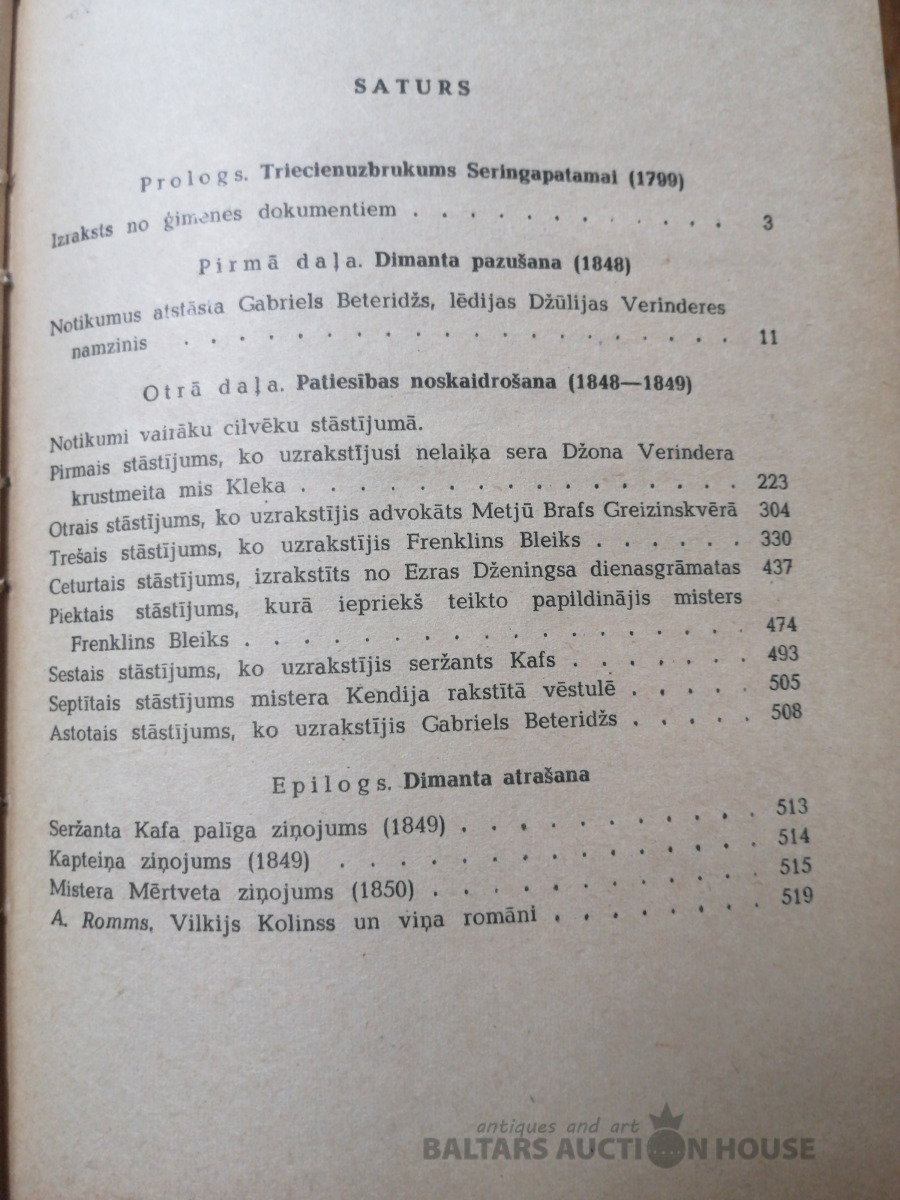 SATURS
Prologs. Triecienuzbrukums Seringapatamai (1799)
Izraksts no ģimenes dokumentiem . . . . . . . . . . . . 3
Pirmā daļa. Dimanta pazušana (1848)
Notikumus atstāsta Gabriels Beteridžs, lēdijas Džūlijas Verinderes
namzinis . . . . . . . . . . . . . . . . . 11
Otrā daļa. Patiesības noskaidrošana (1848—1849)
Notikumi vairāku cilvēku stāstījumā.
Pirmais stāstījums, ko uzrakstījusi nelaiķa sera Džona Verindera
krustmeita mis Kleka . . . . . . . . . . . . . . . 223
Otrais stāstījums, ko uzrakstījis advokāts Metjū Brafs Greizinskvērā 304
Trešais stāstījums, ko uzrakstījis Frenklins Bleiks . . . . . . 330
Ceturtais stāstījums, izrakstīts no Ezras Dženingsa dienasgrāmatas 437
Piektais stāstījums, kurā iepriekš teikto papildinājis misters
Frenklins Bleiks . . . . . . . . . . . . . . . 474
Sestais stāstījums, ko uzrakstījis seržants Kafs . . . . . . 493
Septītais stāstījums mistera Kendija rakstītā vēstulē . . . . . 505
Astotais stāstījums, ko uzrakstījis Gabriels Beteridžs . . . . . 508
Epilogs. Dimanta atrašana
Seržanta Kafa palīga ziņojums (1849) . . . . . . . . . . 513
Kapteiņa ziņojums (1849) . . . . . . . . . . . . . 514
Mistera Mērtveta ziņojums (1850) . . . . . . . . . . . 515
A. Romms, Vilkijs Kolinss un viņa romāni . . . . . . . 519
antiques and art
BALTARS AUCTION HOUSE